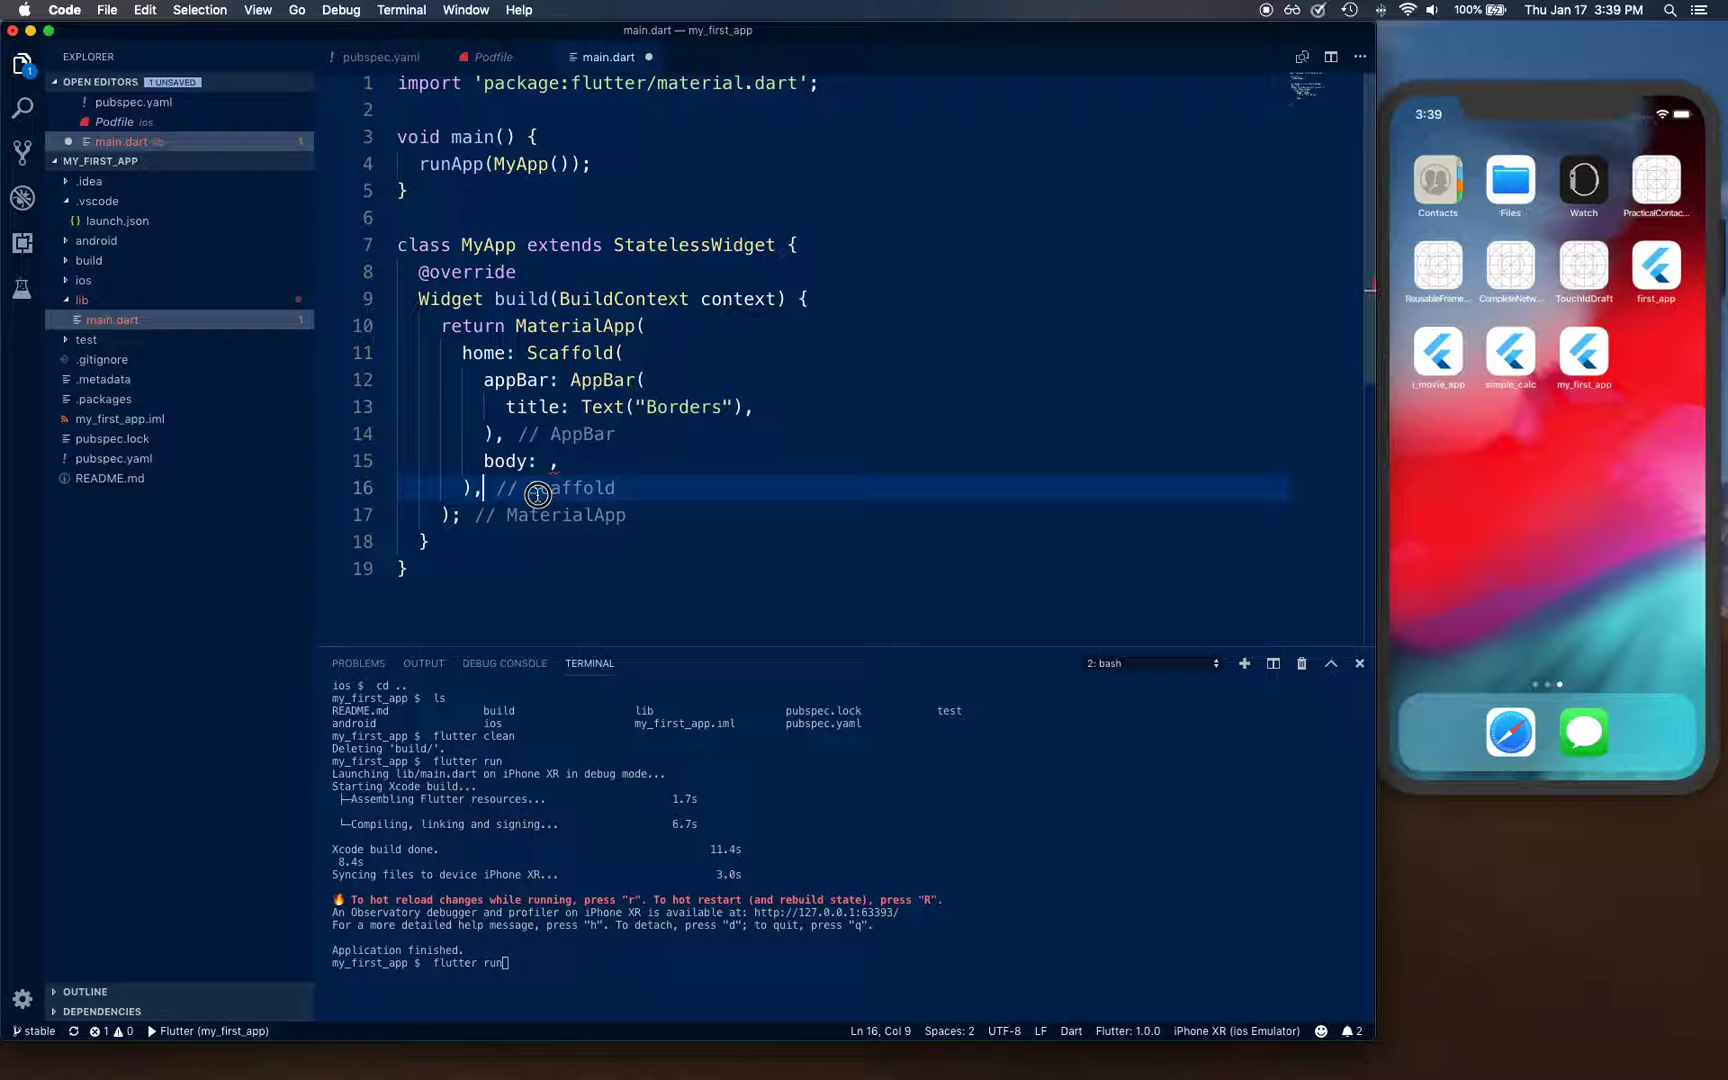 Code File Edit Selection View Go Debug Terminal Window Help 100% Thu Jan 17 3:39 PM
main.dart — my_first_app
EXPLORER
OPEN EDITORS 1 UNSAVED
! pubspec.yaml
Podfile ios
main.dart lib 1
MY_FIRST_APP
.idea
.vscode
{} launch.json
android
build
ios
lib
main.dart 1
test
.gitignore
.metadata
.packages
my_first_app.iml
pubspec.lock
pubspec.yaml
README.md
OUTLINE
DEPENDENCIES
! pubspec.yaml Podfile main.dart
1 import 'package:flutter/material.dart';
2
3 void main() {
4 runApp(MyApp());
5 }
6
7 class MyApp extends StatelessWidget {
8 @override
9 Widget build(BuildContext context) {
10 return MaterialApp(
11 home: Scaffold(
12 appBar: AppBar(
13 title: Text("Borders"),
14 ), // AppBar
15 body: ,
16 ), // Scaffold
17 ); // MaterialApp
18 }
19 }
PROBLEMS OUTPUT DEBUG CONSOLE TERMINAL 2: bash
ios $ cd ..
my_first_app $ ls
README.md build lib pubspec.lock test
android ios my_first_app.iml pubspec.yaml
my_first_app $ flutter clean
Deleting 'build/'.
my_first_app $ flutter run
Launching lib/main.dart on iPhone XR in debug mode...
Starting Xcode build...
├─Assembling Flutter resources... 1.7s
└─Compiling, linking and signing... 6.7s
Xcode build done. 11.4s
8.4s
Syncing files to device iPhone XR... 3.0s
🔥 To hot reload changes while running, press "r". To hot restart (and rebuild state), press "R".
An Observatory debugger and profiler on iPhone XR is available at: http://127.0.0.1:63393/
For a more detailed help message, press "h". To detach, press "d"; to quit, press "q".
Application finished.
my_first_app $ flutter run
stable 1 0 Flutter (my_first_app) Ln 16, Col 9 Spaces: 2 UTF-8 LF Dart Flutter: 1.0.0 iPhone XR (ios Emulator) 2
3:39
Contacts Files Watch PracticalContac...
ReusableFrame... CompleteNetw... TouchIdDraft first_app
i_movie_app simple_calc my_first_app